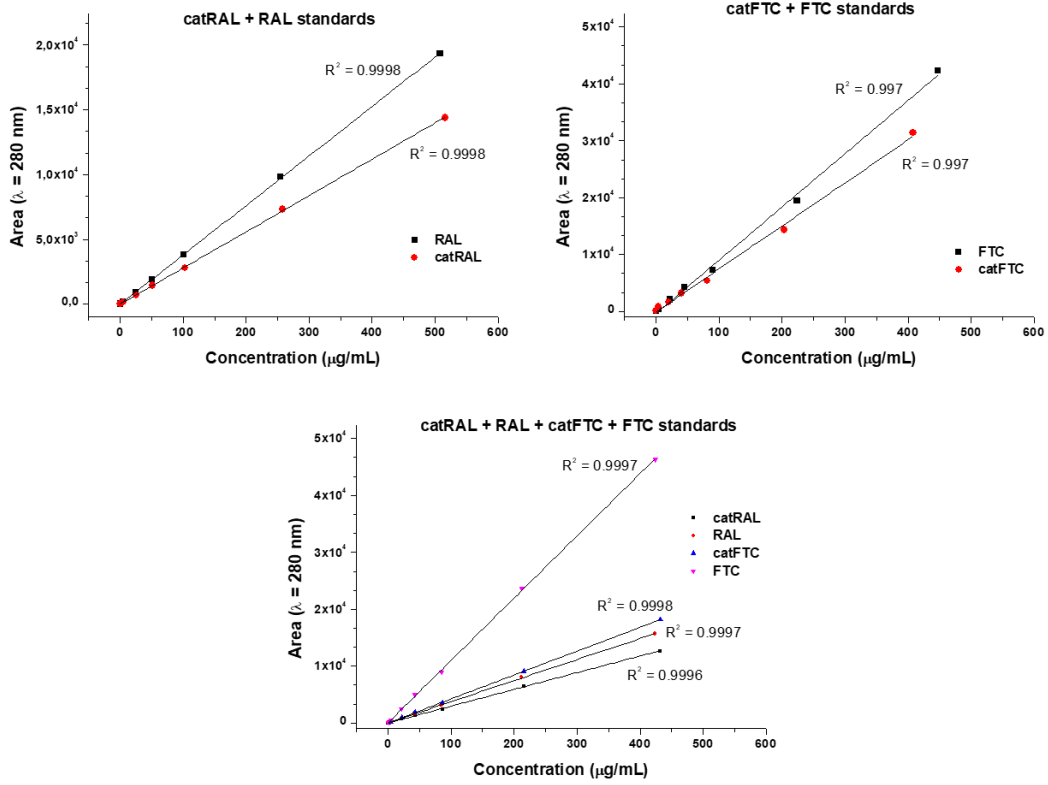 catRAL + RAL standards
2,0x10⁴
1,5x10⁴
1,0x10⁴
5,0x10³
0,0
Area (λ = 280 nm)
R² = 0.9998
R² = 0.9998
RAL
catRAL
0 100 200 300 400 500 600
Concentration (µg/mL)
catFTC + FTC standards
5x10⁴
4x10⁴
3x10⁴
2x10⁴
1x10⁴
0
Area (λ = 280 nm)
R² = 0.997
R² = 0.997
FTC
catFTC
0 100 200 300 400 500 600
Concentration (µg/mL)
catRAL + RAL + catFTC + FTC standards
5x10⁴
4x10⁴
3x10⁴
2x10⁴
1x10⁴
0
Area (λ = 280 nm)
R² = 0.9997
catRAL
RAL
catFTC
FTC
R² = 0.9998
R² = 0.9997
R² = 0.9996
0 100 200 300 400 500 600
Concentration (µg/mL)